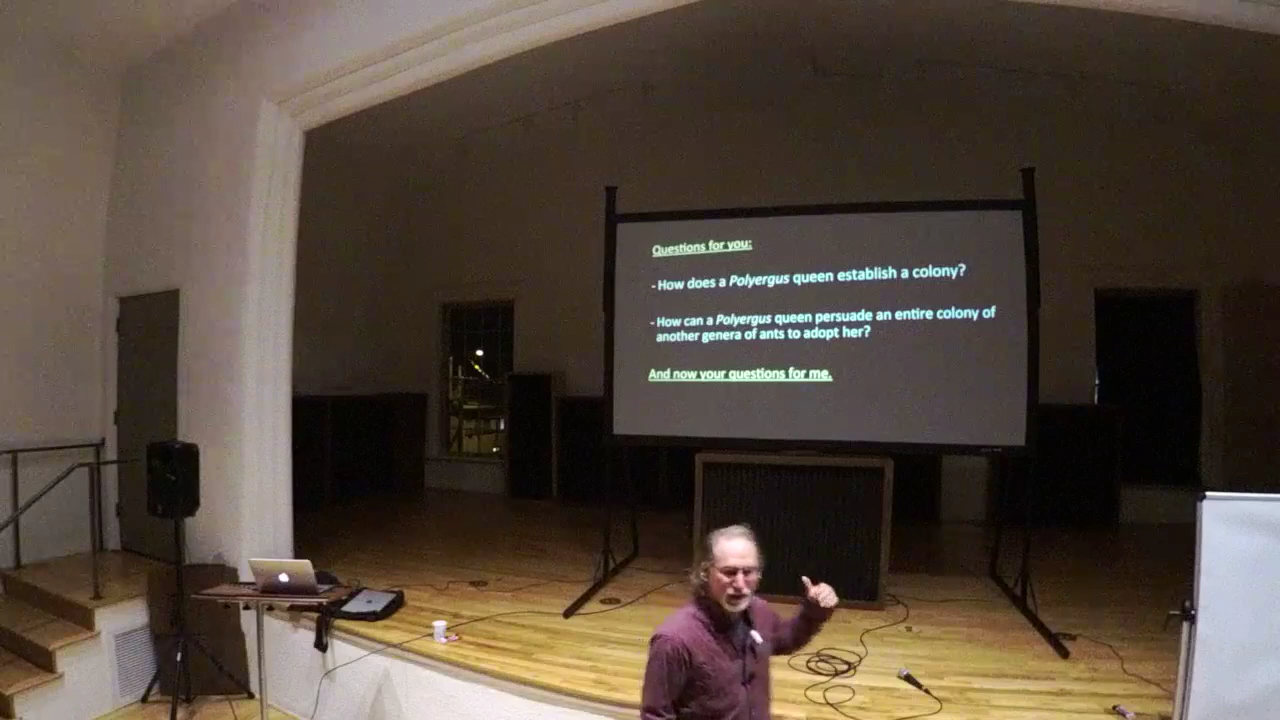 Questions for you:
- How does a Polyergus queen establish a colony?
- How can a Polyergus queen persuade an entire colony of
another genera of ants to adopt her?
And now your questions for me.